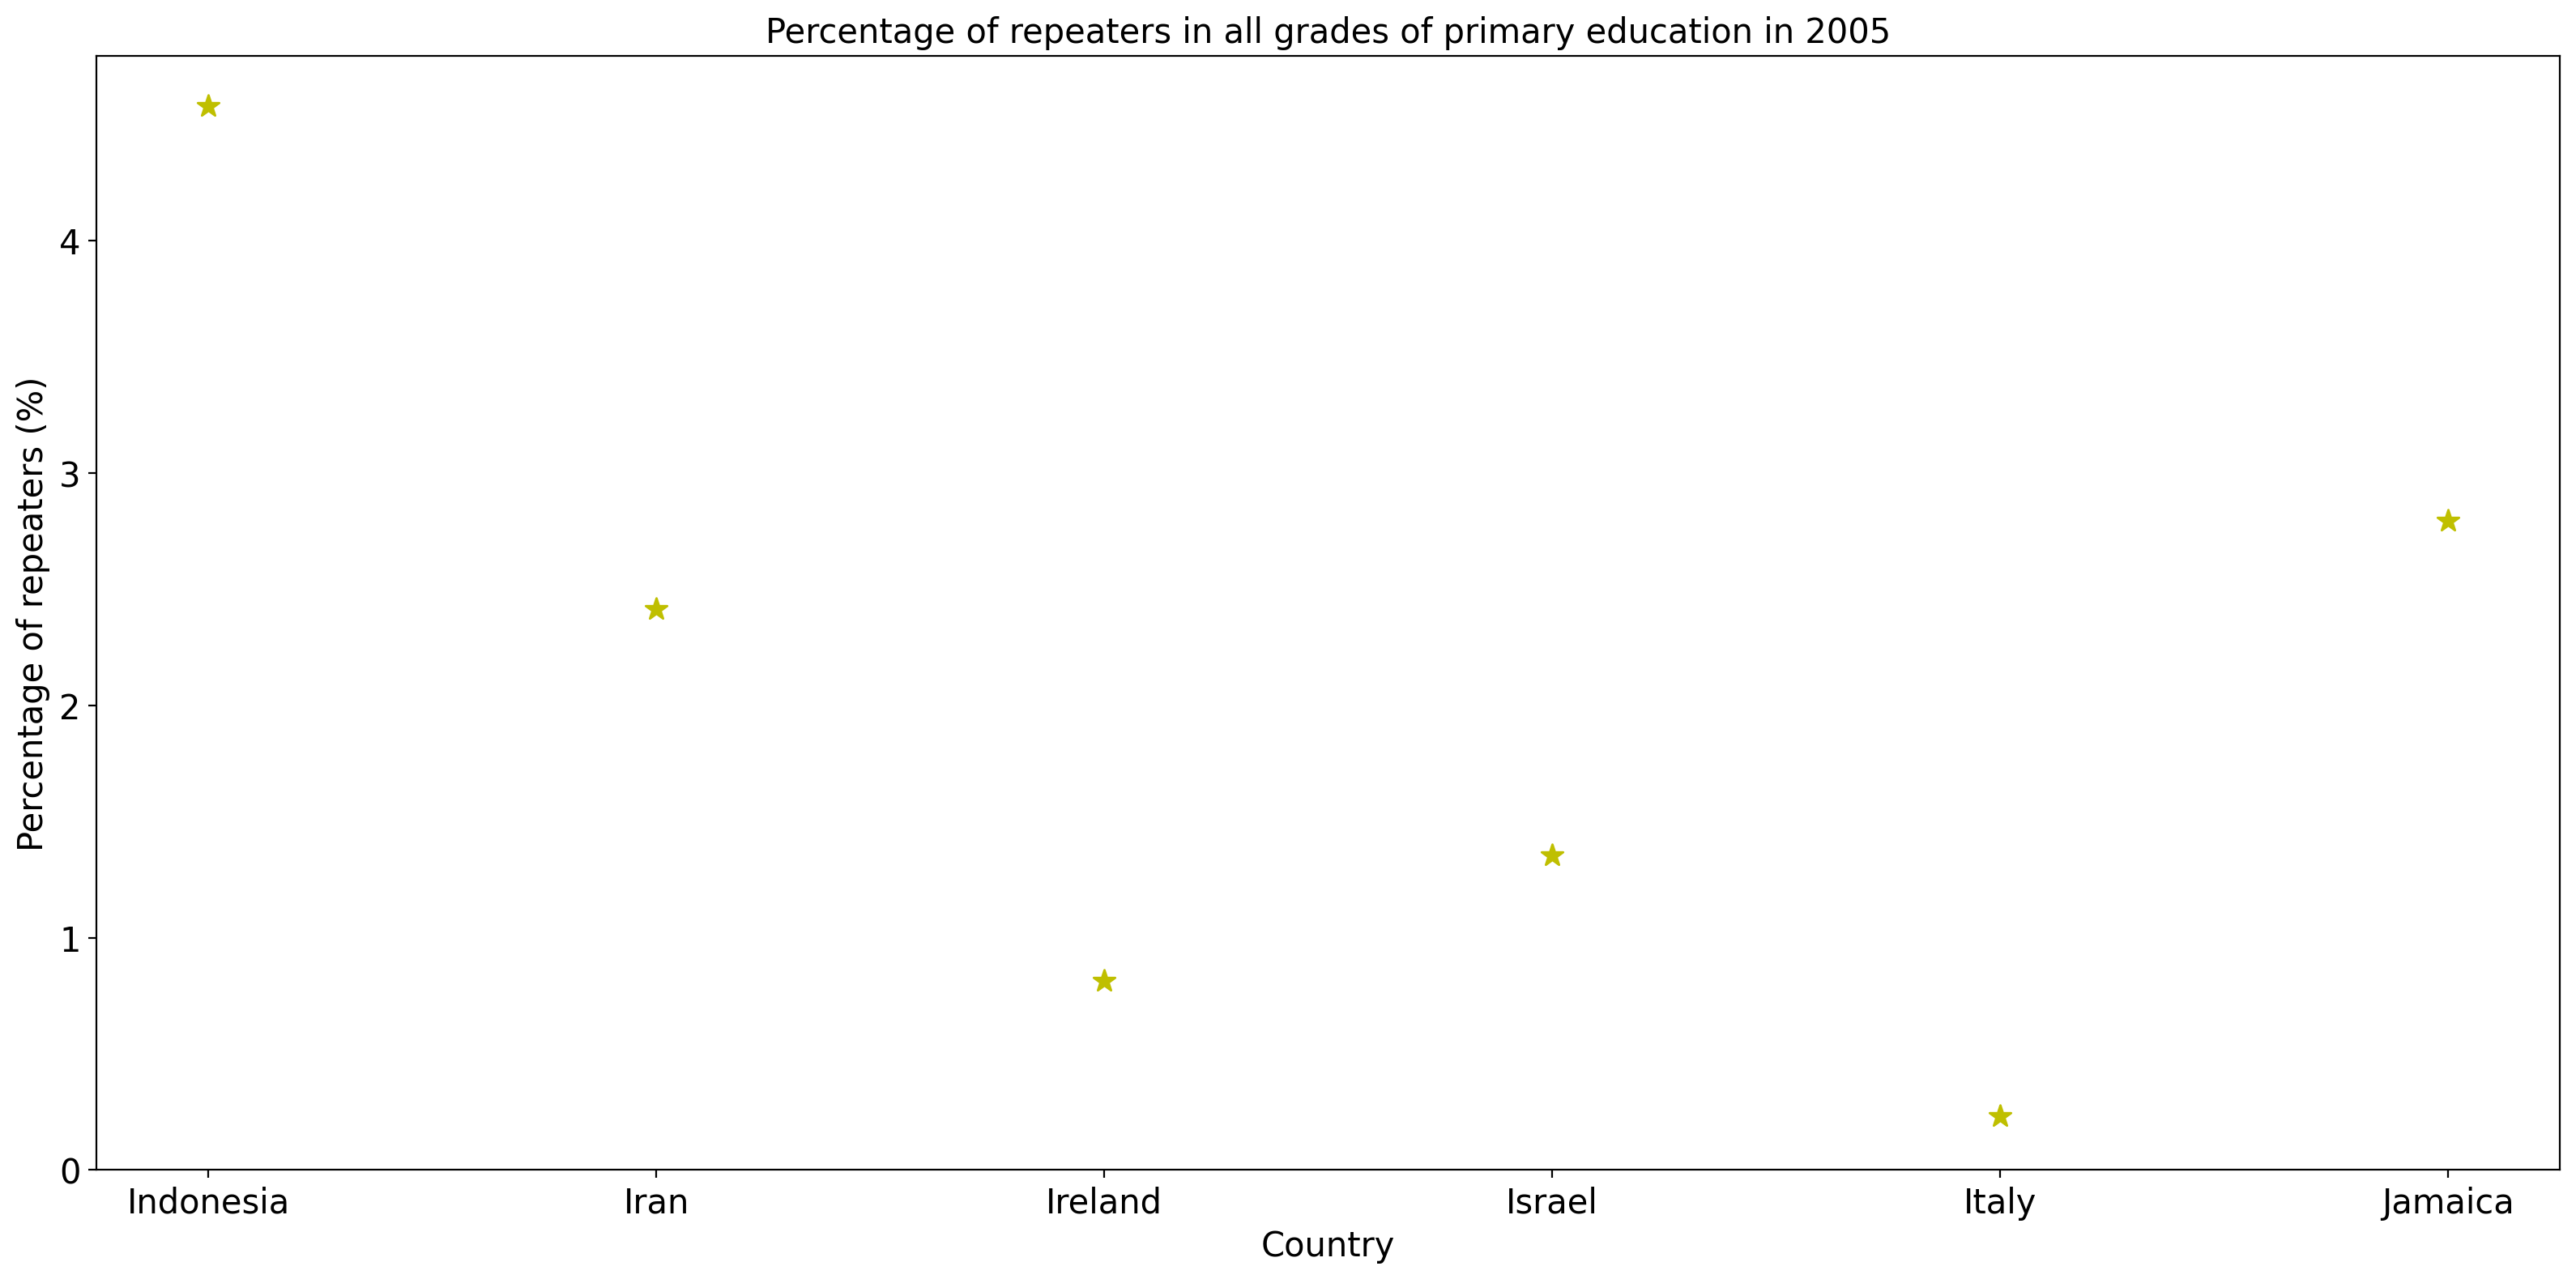 Percentage of repeaters in all grades of primary education in 2005
Percentage of repeaters (%)
4
3
2
1
0
Indonesia Iran Ireland Israel Italy Jamaica
Country